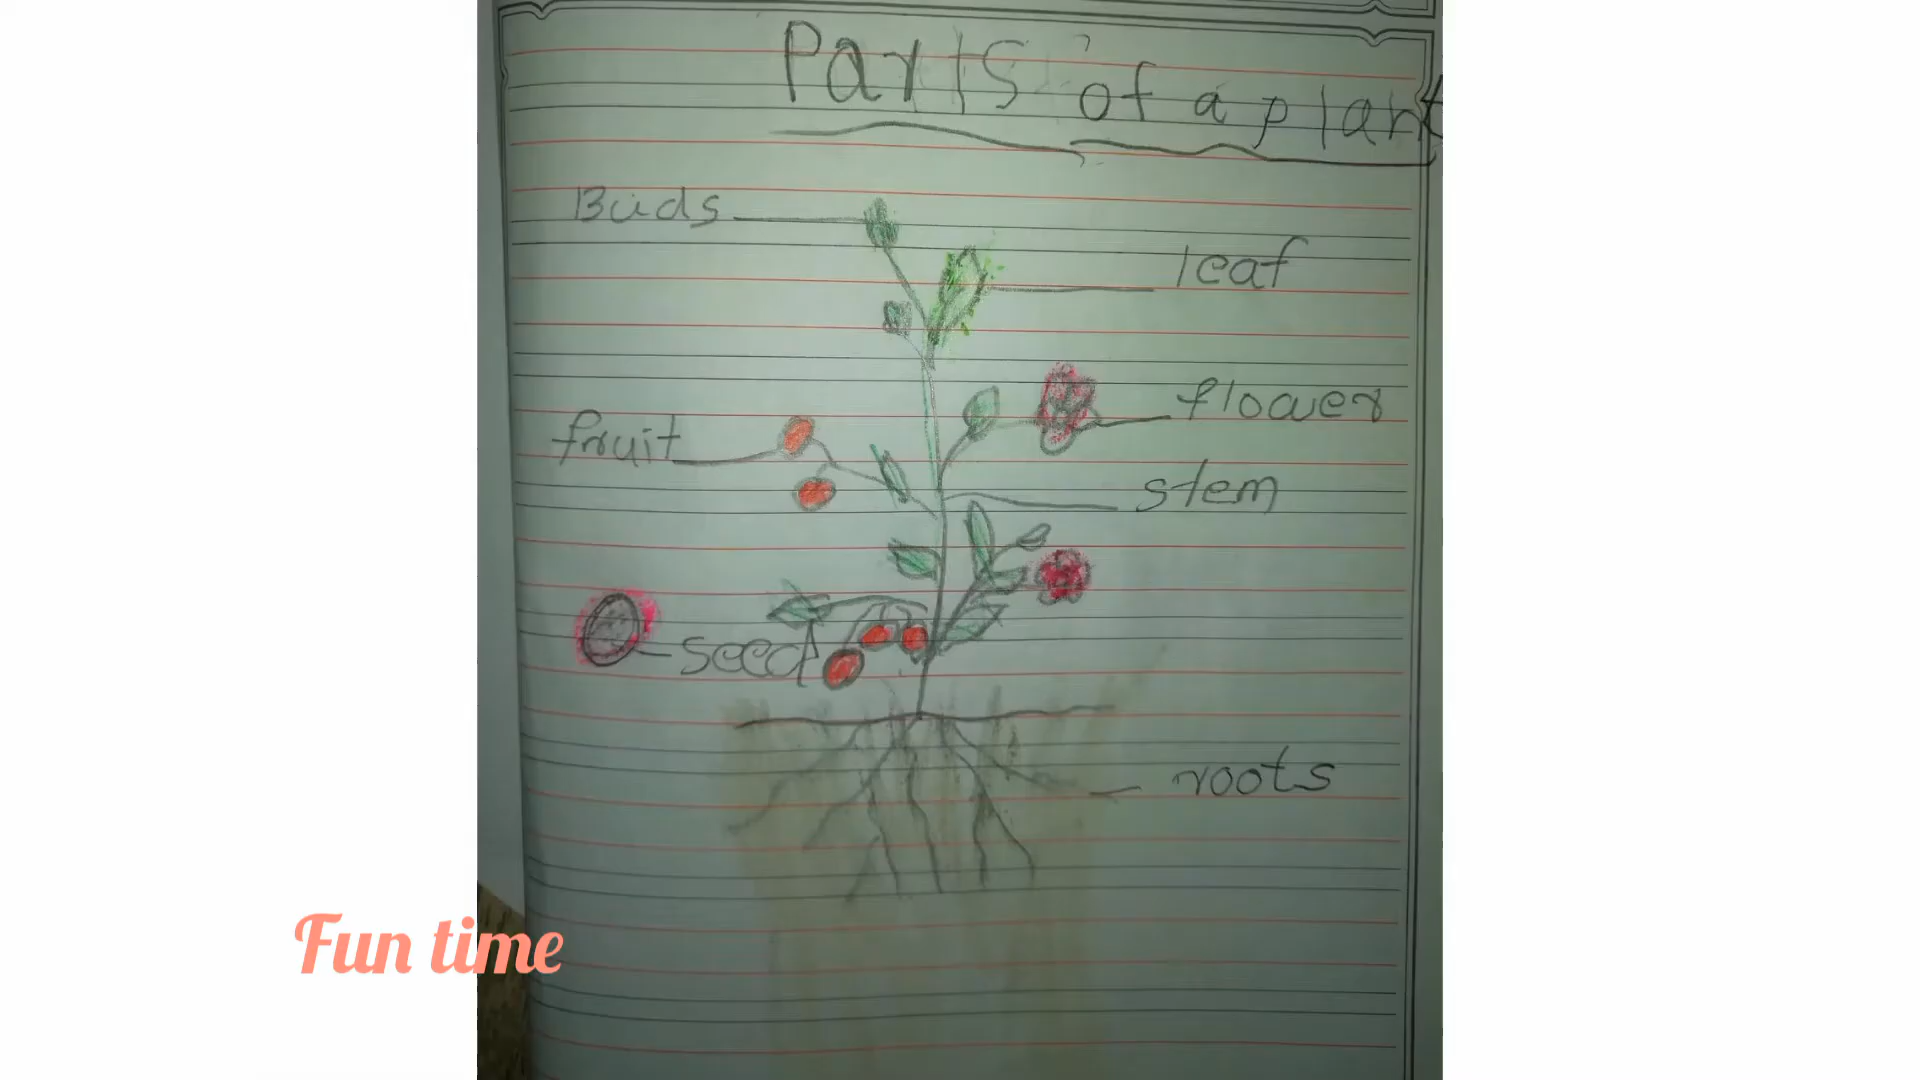 Parts of a plant
Buds
leaf
flower
fruit
stem
seed
roots
Fun time